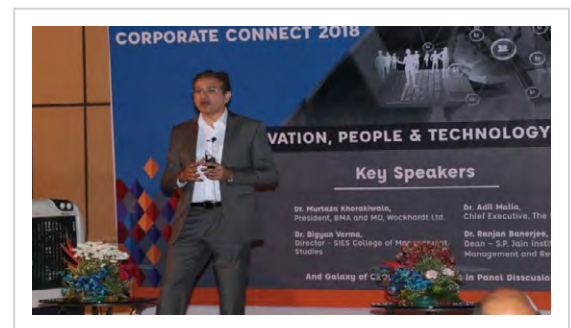 CORPORATE CONNECT 2018
VATION, PEOPLE & TECHNOLOGY
Key Speakers
Dr. Murtaza Khorakiwala,
President, BMA and MD, Wockhardt Ltd.
Dr. Bigyan Verma,
Director - SIES College of Management
Studies
Dr. Adil Malia,
Chief Executive, The
Dr. Ranjan Banerjee,
Dean – S.P. Jain Instit
Management and Re
And Galaxy of in Panel Disscusio